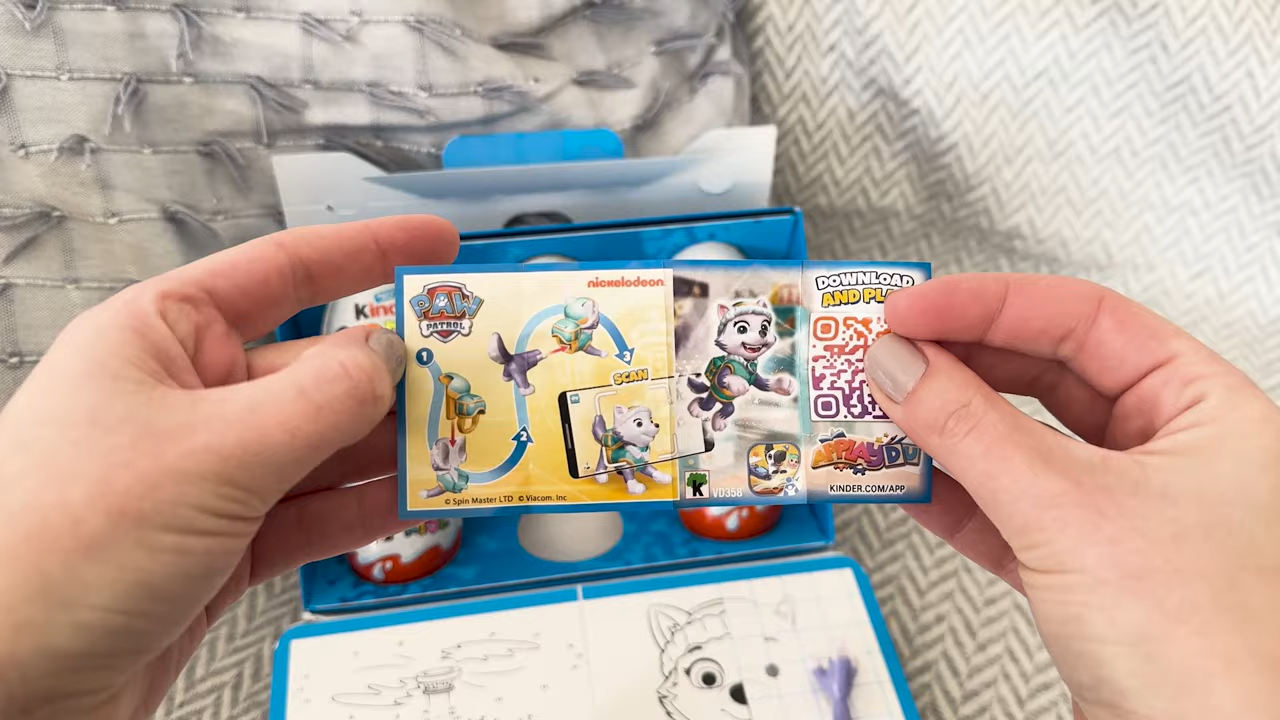 PAW
PATROL
nickelodeon
1
2
3
SCAN
© Spin Master LTD © Viacom. Inc
K
VD358
DOWNLOAD
AND
APPLAYDU
KINDER.COM/APP